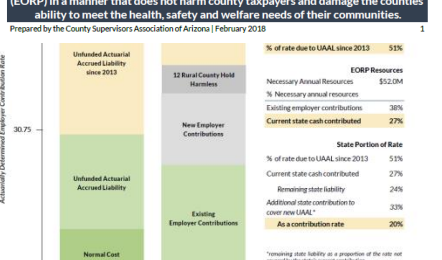 (EORP) in a manner that does not harm county taxpayers and damage the counties
ability to meet the health, safety and welfare needs of their communities.
Prepared by the County Supervisors Association of Arizona | February 2018 1
Actuarially Determined Employer Contribution Rate
30.75
Unfunded Actuarial
Accrued Liability
since 2013
Unfunded Actuarial
Accrued Liability
Normal Cost
12 Rural County Hold
Harmless
New Employer
Contributions
Existing
Employer Contributions
% of rate due to UAAL since 2013 51%
EORP Resources
Necessary Annual Resources $52.0M
% Necessary annual resources
Existing employer contributions 38%
Current state cash contributed 27%
State Portion of Rate
% of rate due to UAAL since 2013 51%
Current state cash contributed 27%
Remaining state liability 24%
Additional state contribution to
cover new UAAL* 33%
As a contribution rate 20%
*remaining state liability as a proportion of the rate not